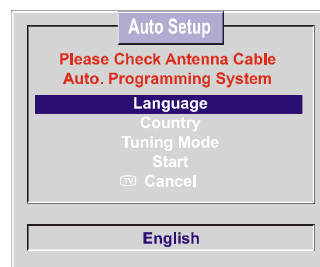 Auto Setup
Please Check Antenna Cable
Auto. Programming System
Language
Country
Tuning Mode
Start
TV Cancel
English